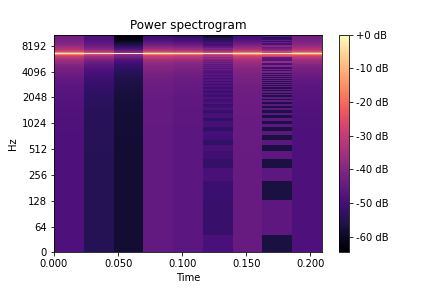 Power spectrogram
Hz
8192
4096
2048
1024
512
256
128
64
0
0.000 0.050 0.100 0.150 0.200
Time
+0 dB
-10 dB
-20 dB
-30 dB
-40 dB
-50 dB
-60 dB